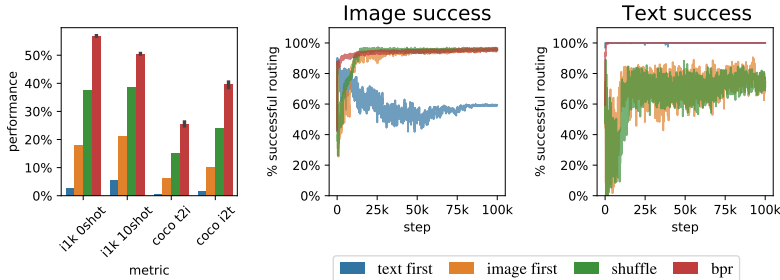 performance
50%
40%
30%
20%
10%
0%
i1k 0shot
i1k 10shot
coco t2i
coco i2t
metric
Image success
% successful routing
100%
80%
60%
40%
20%
0%
0
25k
50k
75k
100k
step
Text success
% successful routing
100%
80%
60%
40%
20%
0%
0
25k
50k
75k
100k
step
text first
image first
shuffle
bpr